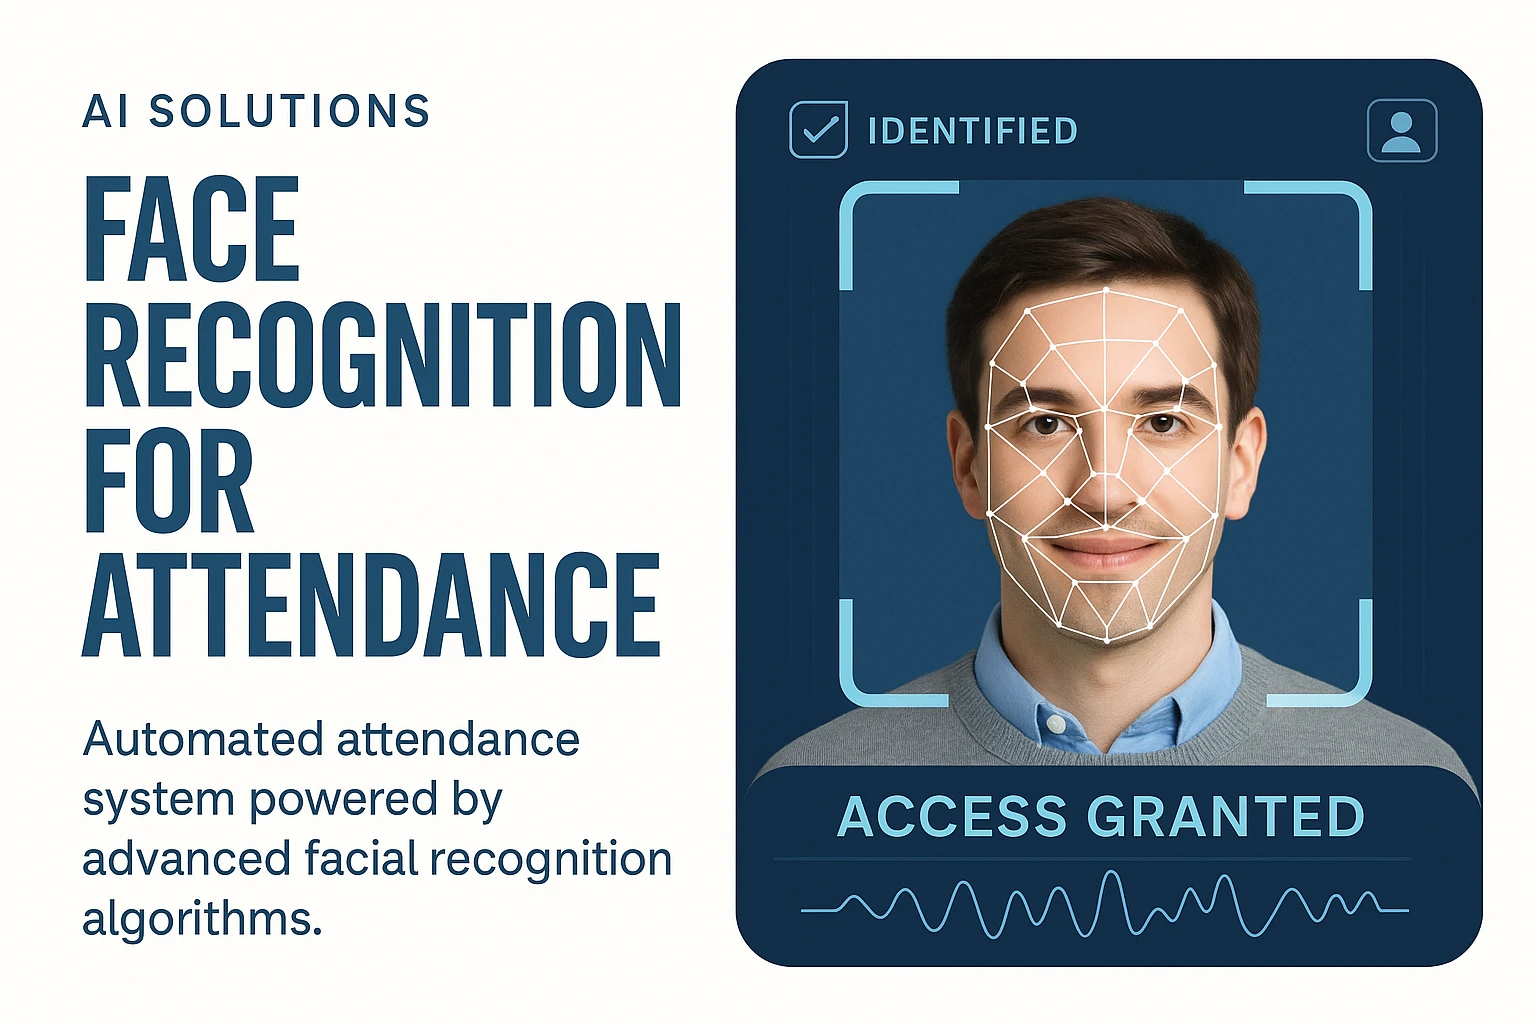 AI SOLUTIONS
FACE
RECOGNITION
FOR
ATTENDANCE
Automated attendance
system powered by
advanced facial recognition
algorithms.
IDENTIFIED
ACCESS GRANTED